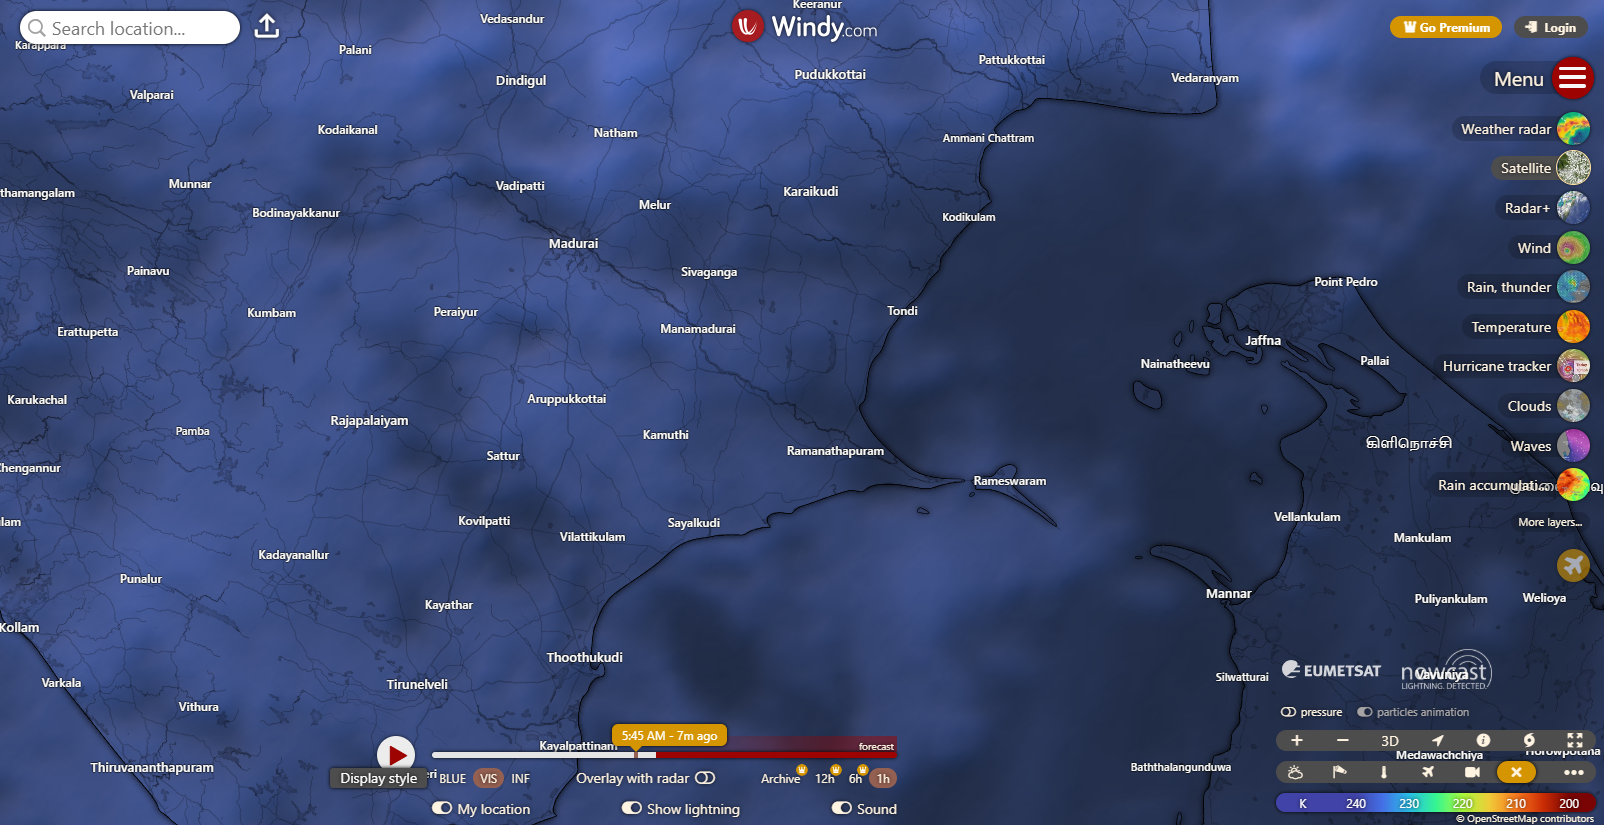 Search location...
Windy.com
Go Premium
Login
Menu
Weather radar
Satellite
Radar+
Wind
Rain, thunder
Temperature
Hurricane tracker
Clouds
Waves
Rain accumulati...
More layers...
Keeranur
Vedasandur
Karappara
Palani
Pattukkottai
Pudukkottai
Vedaranyam
Dindigul
Valparai
Kodaikanal
Natham
Ammani Chattram
Munnar
Vadipatti
Karaikudi
thamangalam
Melur
Bodinayakkanur
Kodikulam
Madurai
Painavu
Sivaganga
Point Pedro
Kumbam
Peraiyur
Tondi
Erattupetta
Manamadurai
Jaffna
Nainatheevu
Pallai
Karukachal
Aruppukkottai
Rajapalaiyam
Pamba
Kamuthi
கிளிநொச்சி
Sattur
Ramanathapuram
Chengannur
Rameswaram
Vellankulam
lam
Kovilpatti
Sayalkudi
Vilattikulam
Mankulam
Kadayanallur
Punalur
Mannar
Welioya
Kayathar
Puliyankulam
Kollam
Thoothukudi
Vavuniya
Silwatturai
Varkala
Tirunelveli
Vithura
Kayalpattinam
Medawachchiya
Horowpotana
Thiruvananthapuram
Baththalangunduwa
EUMETSAT
nowcast
LIGHTNING. DETECTED.
pressure
particles animation
5:45 AM - 7m ago
forecast
Display style
eri
BLUE
VIS
INF
Overlay with radar
Archive
12h
6h
1h
My location
Show lightning
Sound
3D
K 240 230 220 210 200
© OpenStreetMap contributors